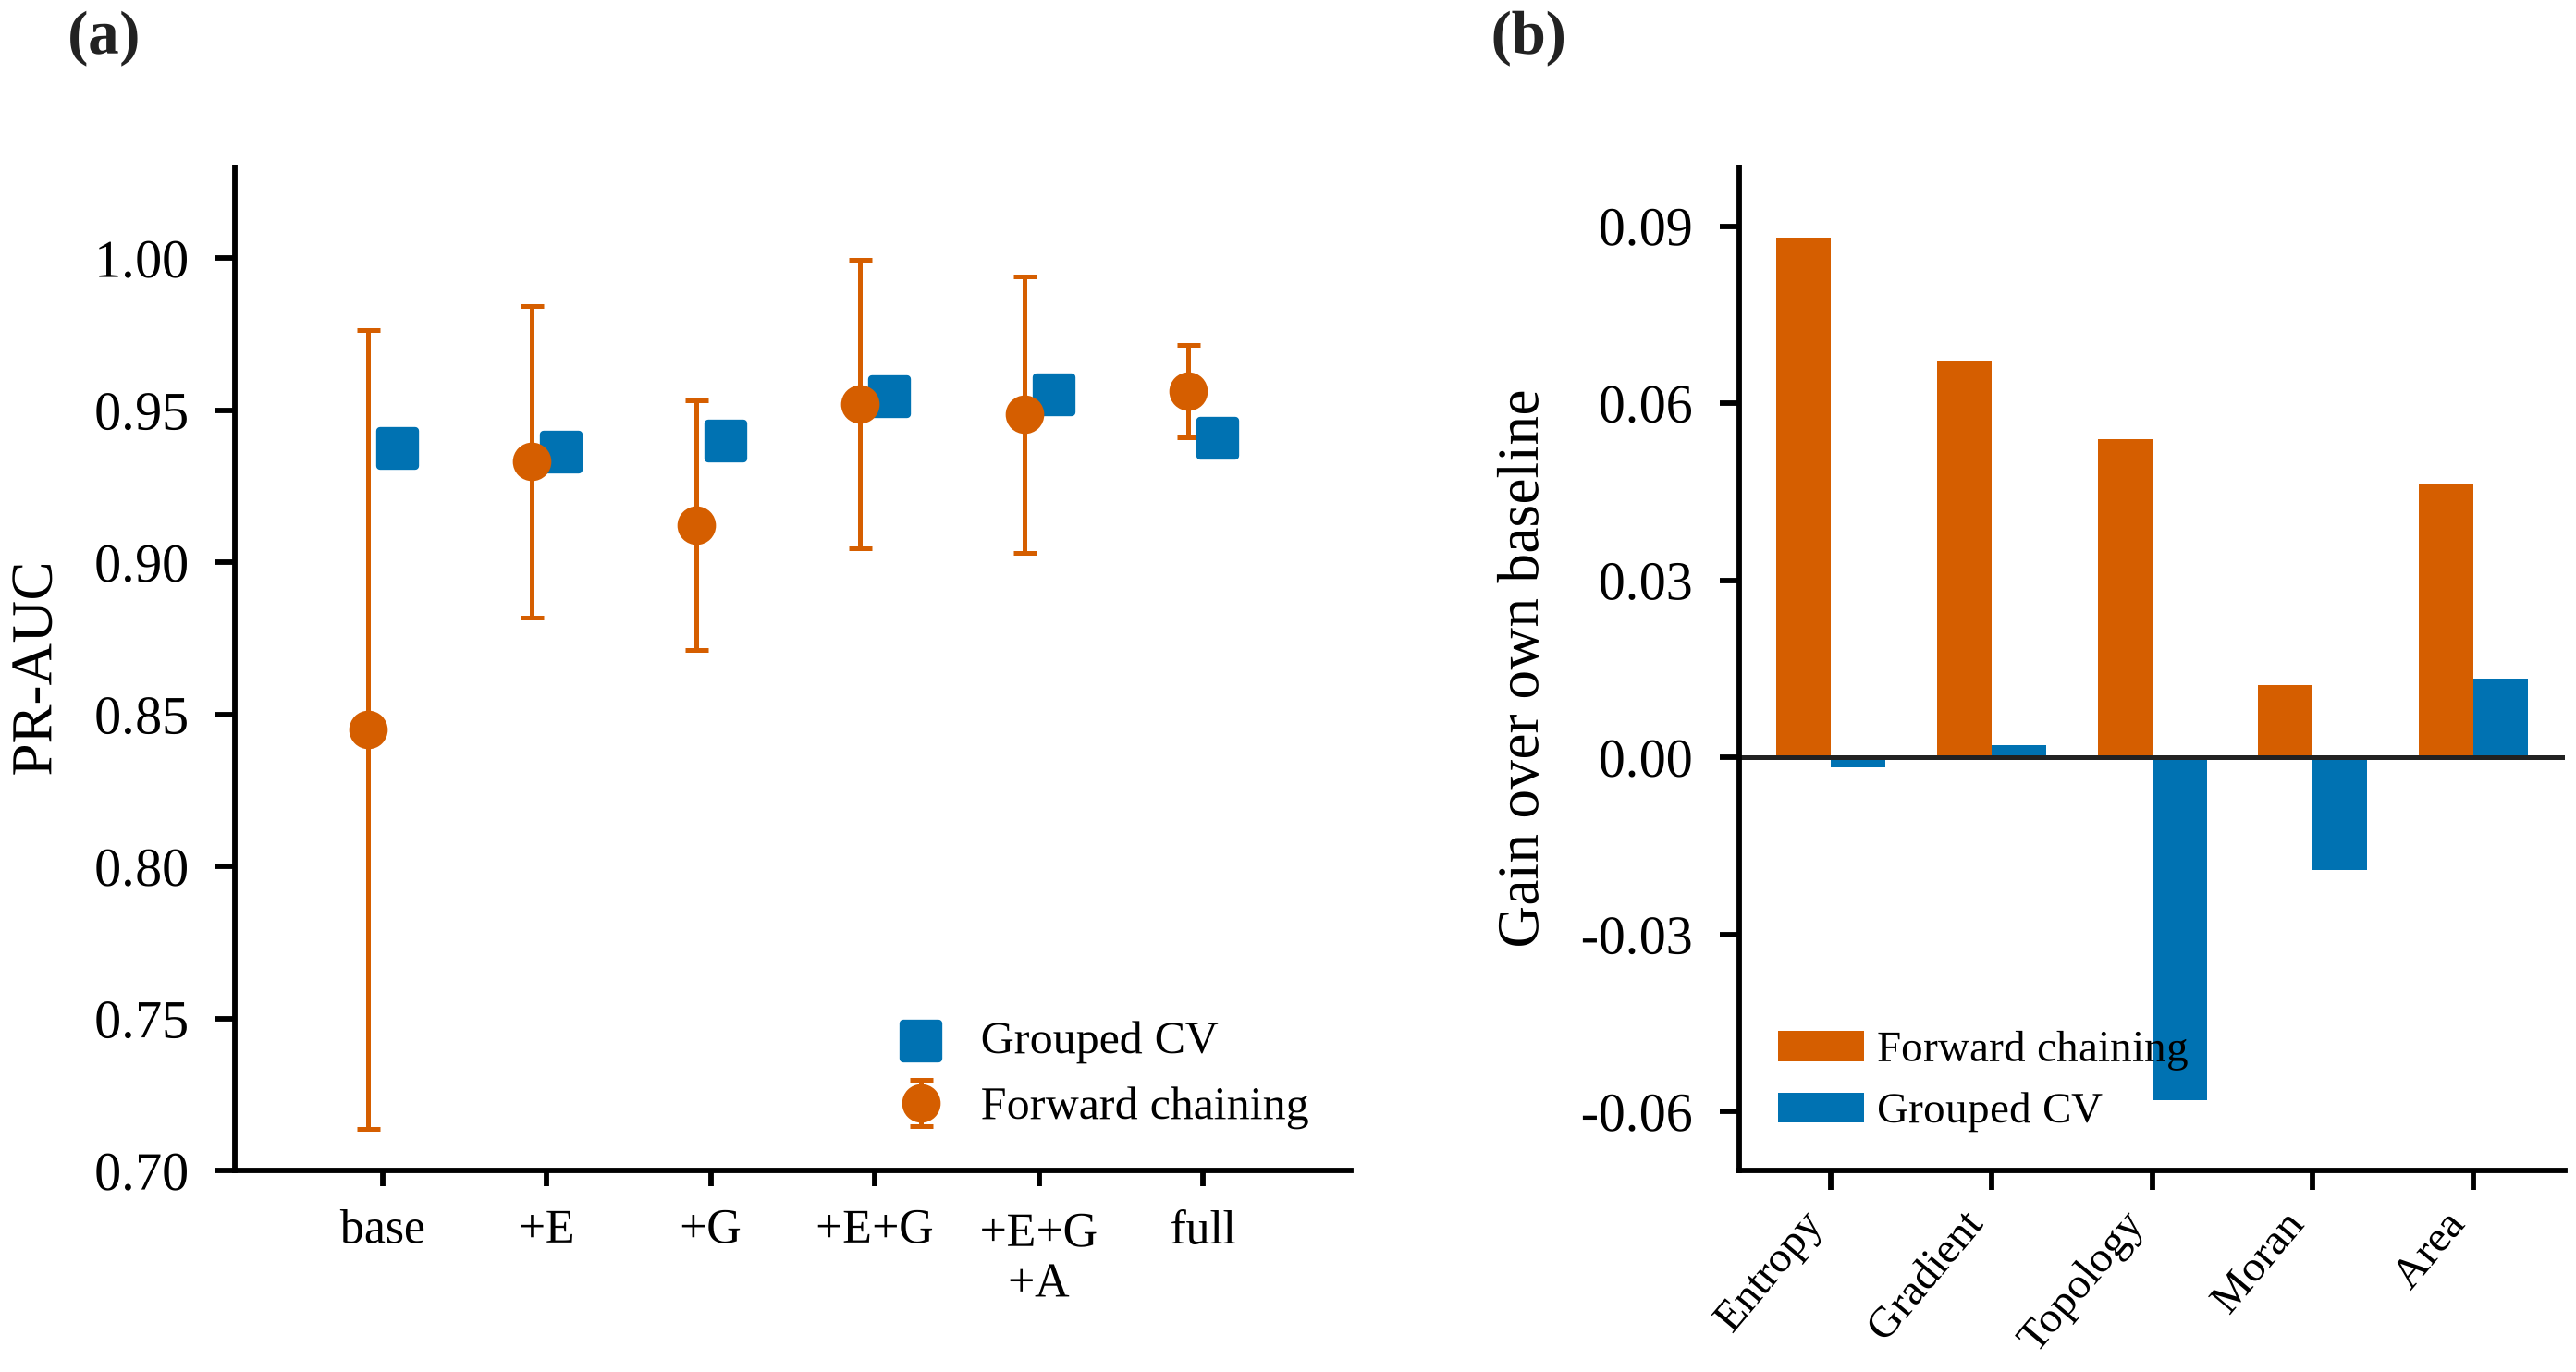 (a)
PR-AUC
1.00
0.95
0.90
0.85
0.80
0.75
0.70
base
+E
+G
+E+G
+E+G
+A
full
Grouped CV
Forward chaining
(b)
Gain over own baseline
0.09
0.06
0.03
0.00
-0.03
-0.06
Forward chaining
Grouped CV
Entropy
Gradient
Topology
Moran
Area